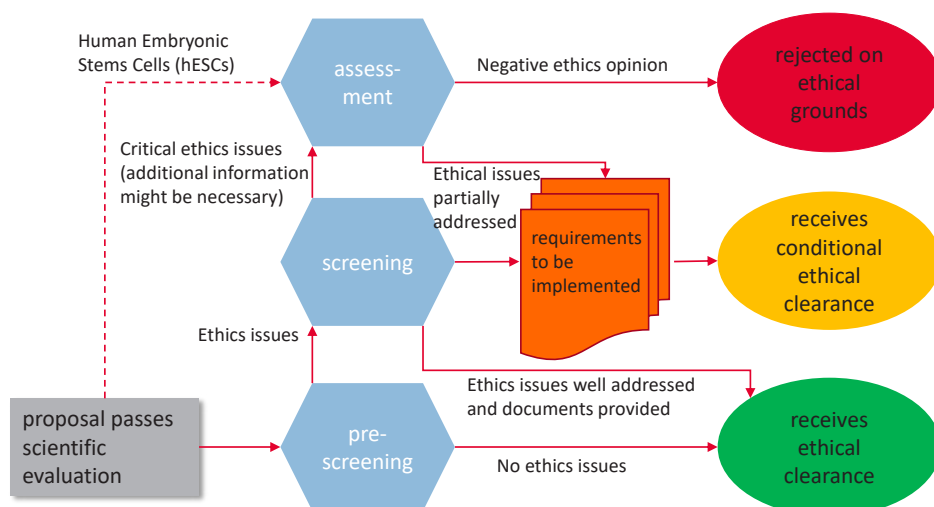 Human Embryonic
Stems Cells (hESCs)
assess-
ment
Negative ethics opinion
rejected on
ethical
grounds
Critical ethics issues
(additional information
might be necessary)
Ethical issues
partially
addressed
screening
requirements
to be
implemented
receives
conditional
ethical
clearance
Ethics issues
Ethics issues well addressed
and documents provided
proposal passes
scientific
evaluation
pre-
screening
No ethics issues
receives
ethical
clearance